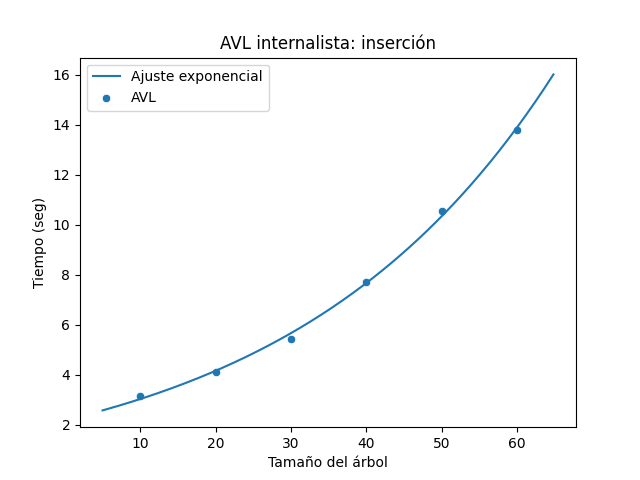 AVL internalista: inserción
Ajuste exponencial
AVL
Tiempo (seg)
16
14
12
10
8
6
4
2
10 20 30 40 50 60
Tamaño del árbol